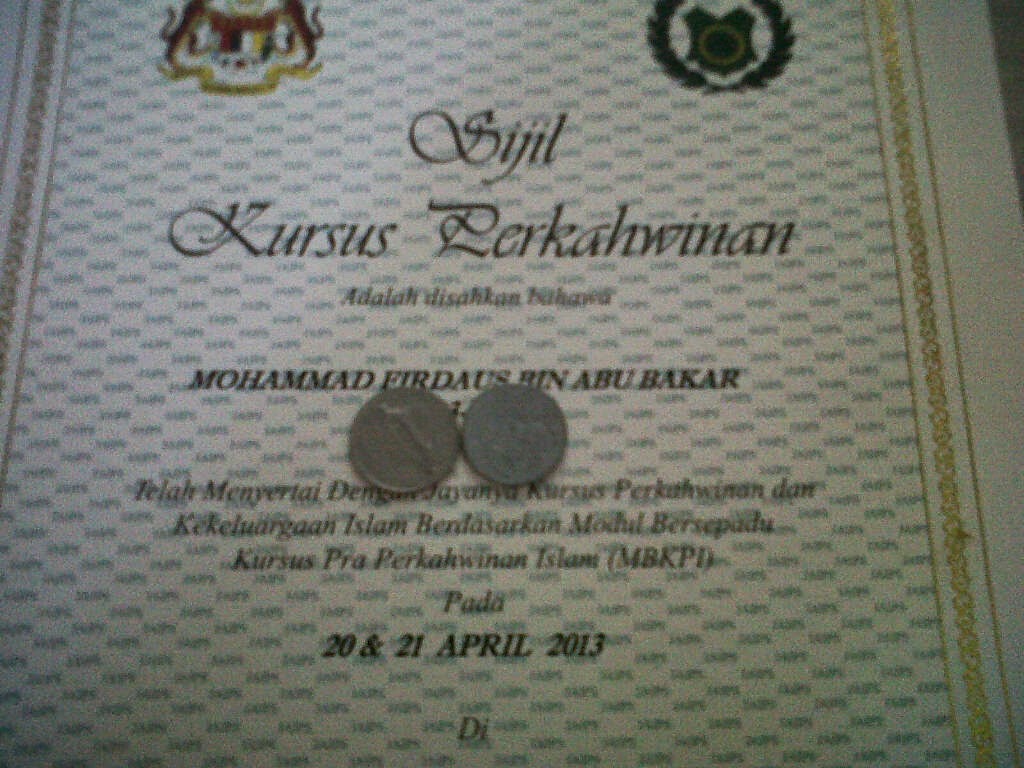 Sijil
Kursus Perkahwinan
Adalah disahkan bahawa
MOHAMMAD FIRDAUS BIN ABU BAKAR
Telah Menyertai Dengan Jayanya Kursus Perkahwinan dan
Kekeluargaan Islam Berdasarkan Modul Bersepadu
Kursus Pra Perkahwinan Islam (MBKPI)
Pada
20 & 21 APRIL 2013
Di